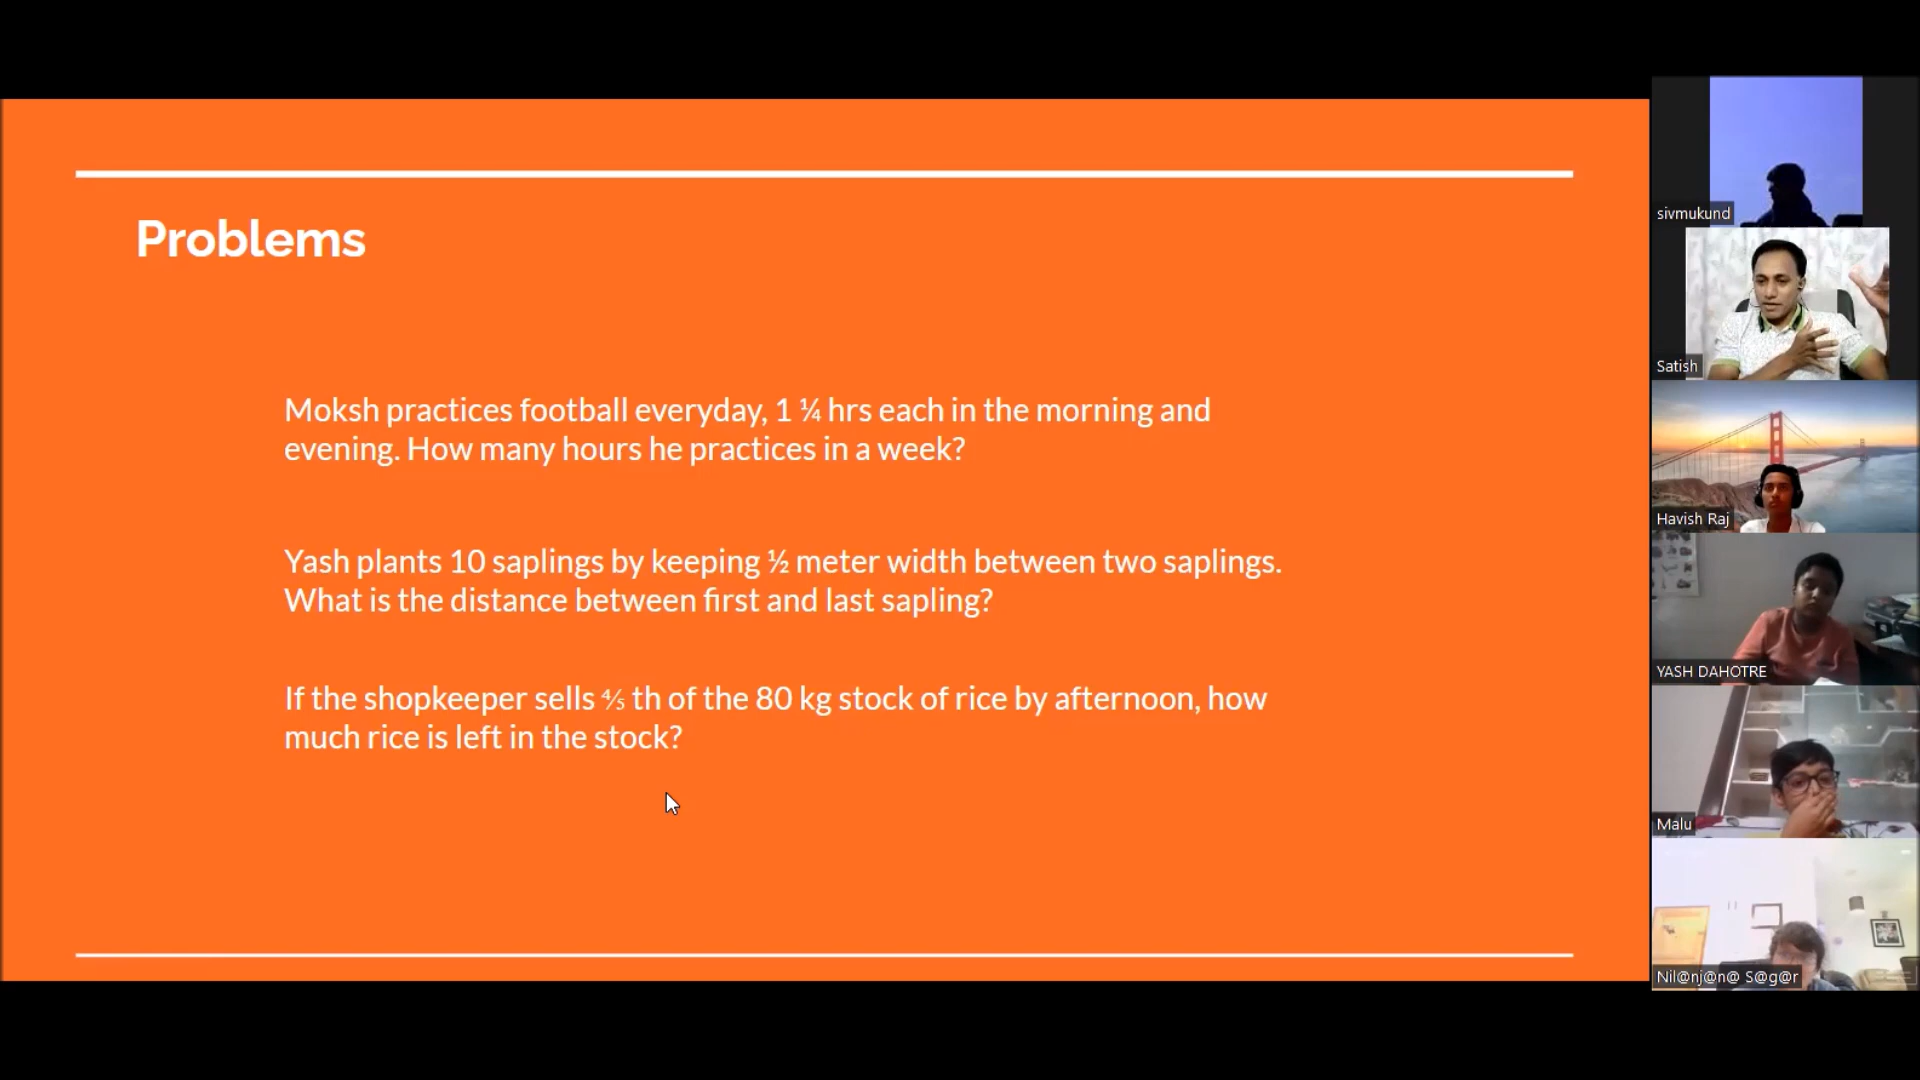 Problems
Moksh practices football everyday, 1 ¼ hrs each in the morning and
evening. How many hours he practices in a week?
Yash plants 10 saplings by keeping ½ meter width between two saplings.
What is the distance between first and last sapling?
If the shopkeeper sells ⅘ th of the 80 kg stock of rice by afternoon, how
much rice is left in the stock?
sivmukund
Satish
Havish Raj
YASH DAHOTRE
Malu
Nil@nj@n@ S@g@r